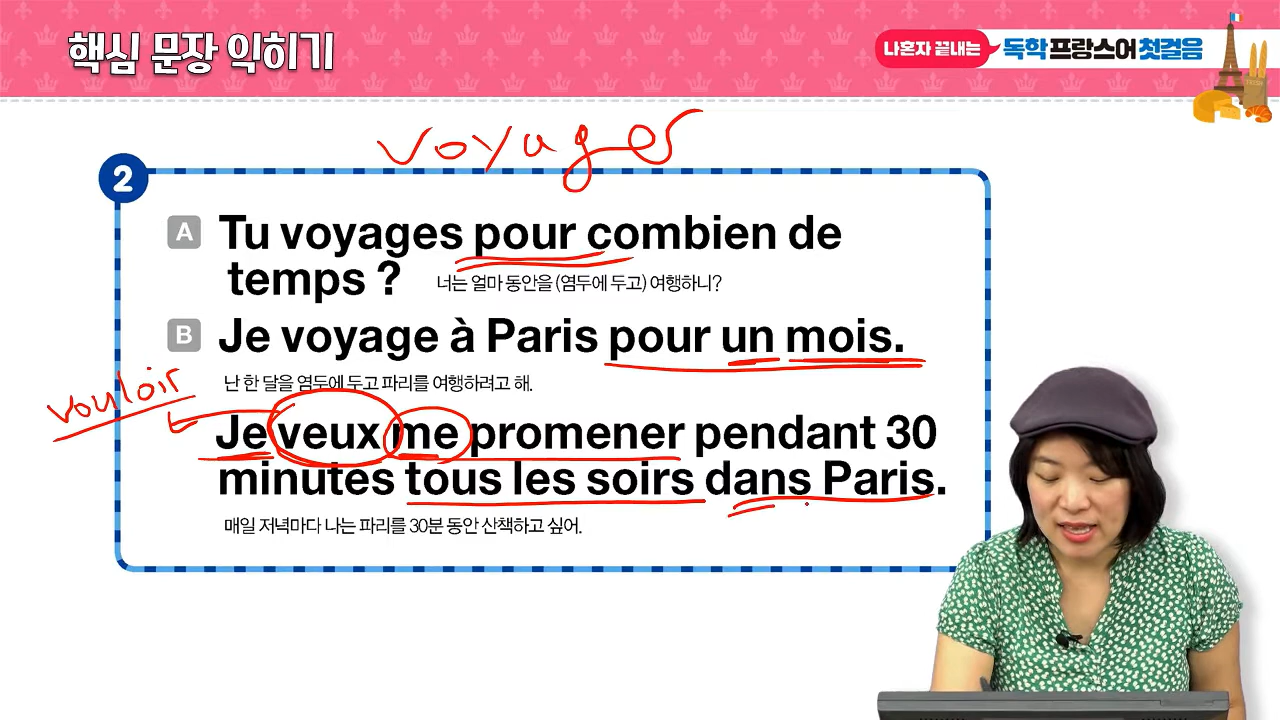 핵심 문장 익히기
나혼자 끝내는 독학 프랑스어 첫걸음
voyager
2
A Tu voyages pour combien de
temps ?
너는 얼마 동안을 (염두에 두고) 여행하니?
B Je voyage à Paris pour un mois.
난 한 달을 염두에 두고 파리를 여행하려고 해.
vouloir
Je veux me promener pendant 30
minutes tous les soirs dans Paris.
매일 저녁마다 나는 파리를 30분 동안 산책하고 싶어.